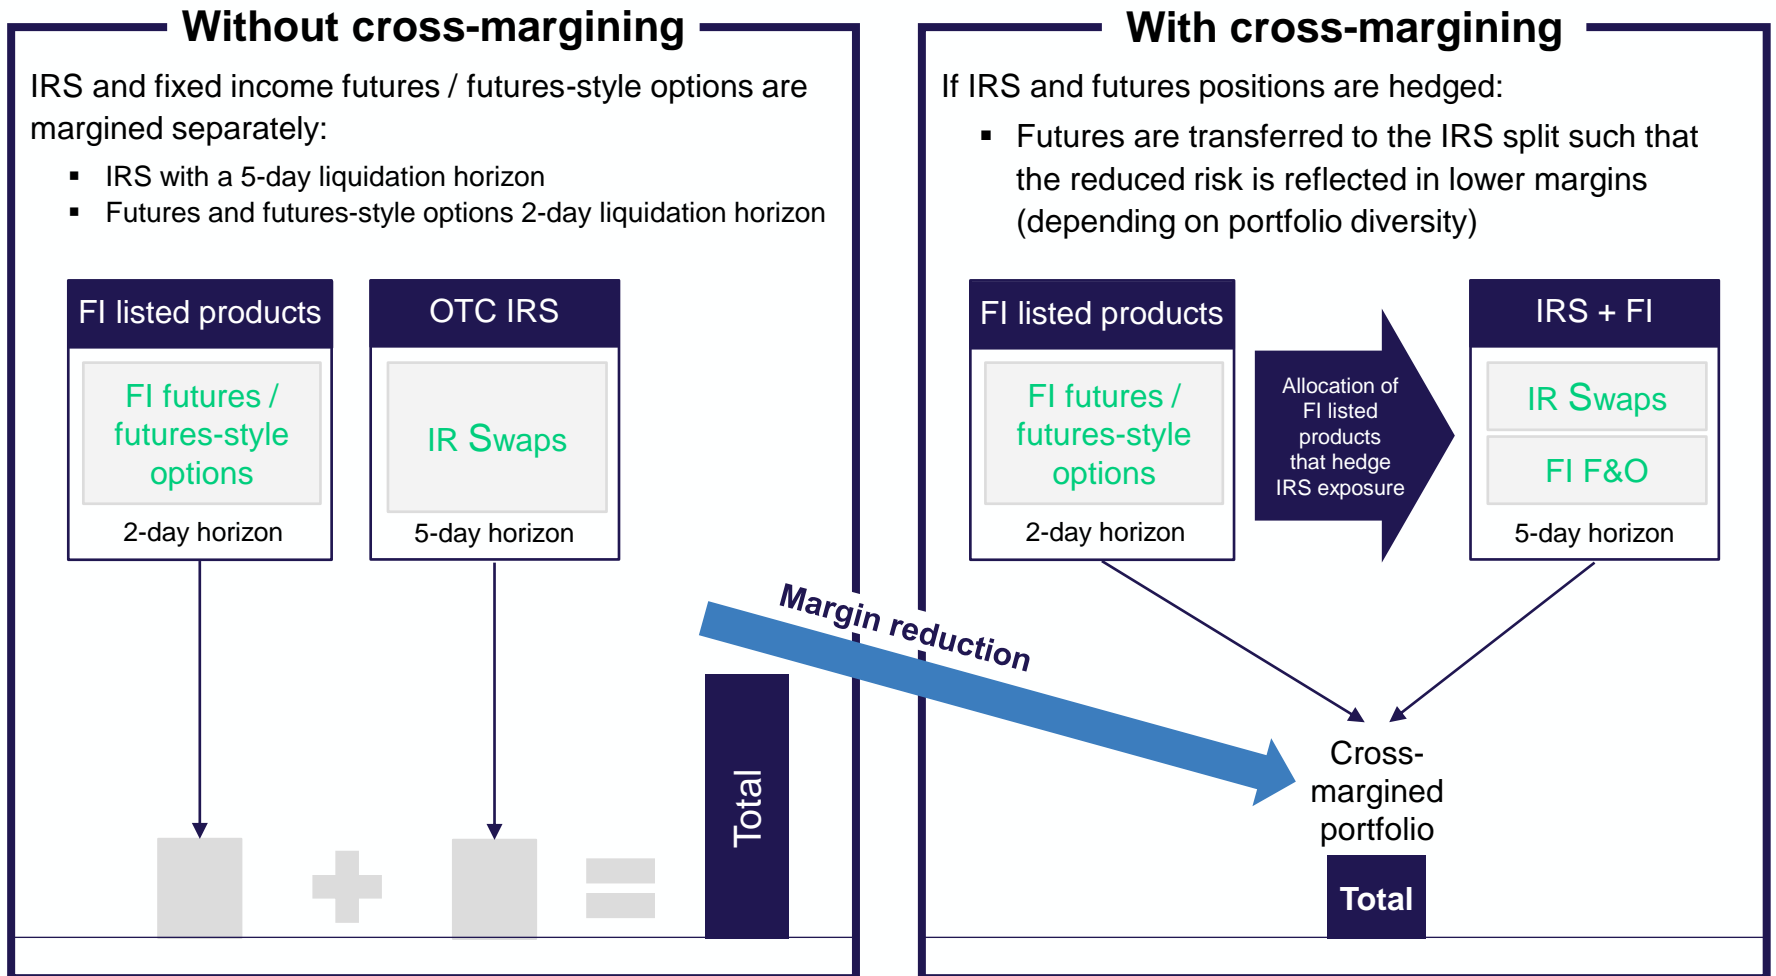 Without cross-margining
IRS and fixed income futures / futures-style options are
margined separately:
▪ IRS with a 5-day liquidation horizon
▪ Futures and futures-style options 2-day liquidation horizon
FI listed products
FI futures /
futures-style
options
2-day horizon
OTC IRS
IR Swaps
5-day horizon
Total
Margin reduction
With cross-margining
If IRS and futures positions are hedged:
▪ Futures are transferred to the IRS split such that
the reduced risk is reflected in lower margins
(depending on portfolio diversity)
FI listed products
FI futures /
futures-style
options
2-day horizon
Allocation of
FI listed
products
that hedge
IRS exposure
IRS + FI
IR Swaps
FI F&O
5-day horizon
Cross-
margined
portfolio
Total